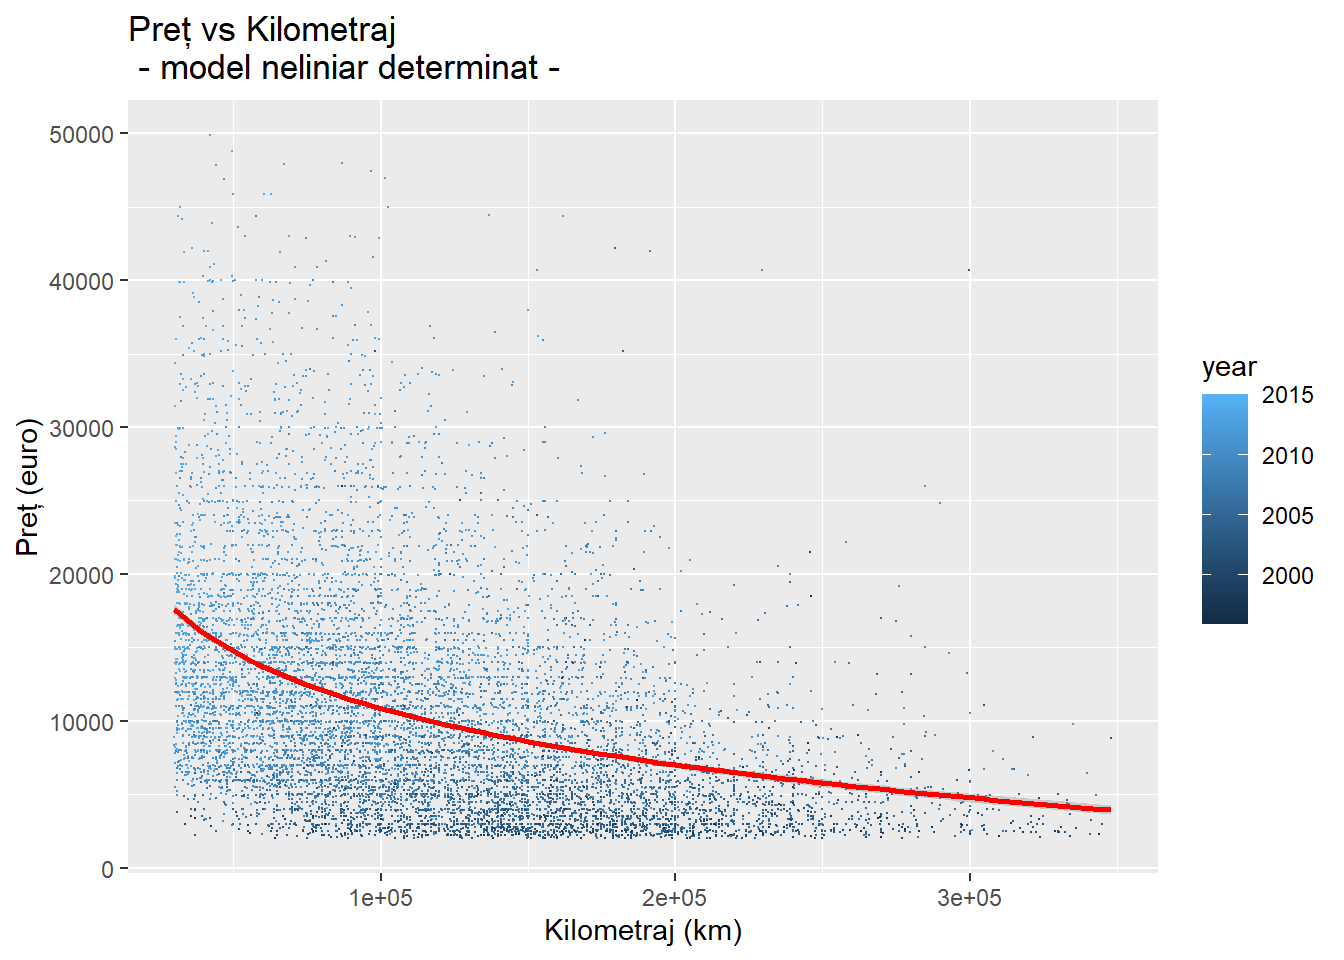 Preț vs Kilometraj
- model neliniar determinat -
50000
40000
30000
20000
10000
0
Preț (euro)
1e+05 2e+05 3e+05
Kilometraj (km)
year
2015
2010
2005
2000